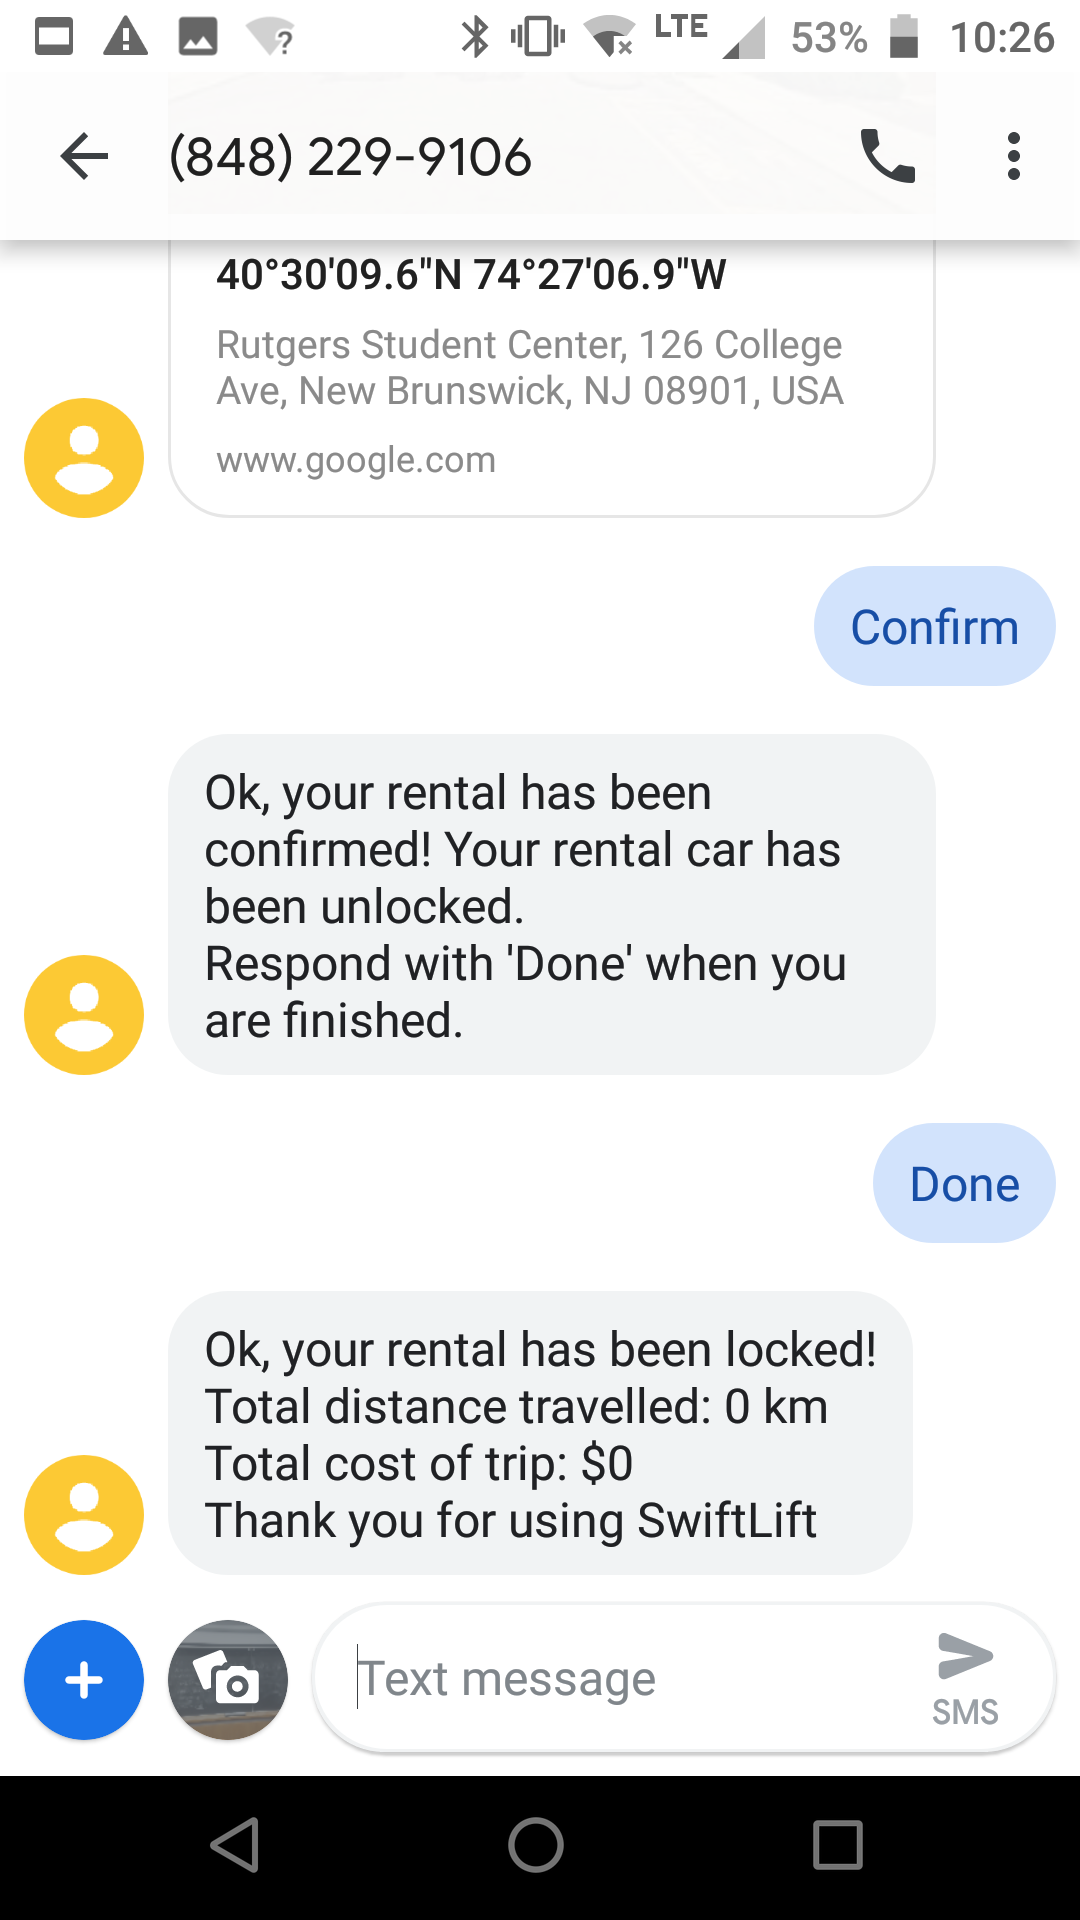 LTE 53% 10:26
(848) 229-9106
40°30'09.6"N 74°27'06.9"W
Rutgers Student Center, 126 College
Ave, New Brunswick, NJ 08901, USA
www.google.com
Confirm
Ok, your rental has been
confirmed! Your rental car has
been unlocked.
Respond with 'Done' when you
are finished.
Done
Ok, your rental has been locked!
Total distance travelled: 0 km
Total cost of trip: $0
Thank you for using SwiftLift
Text message
SMS